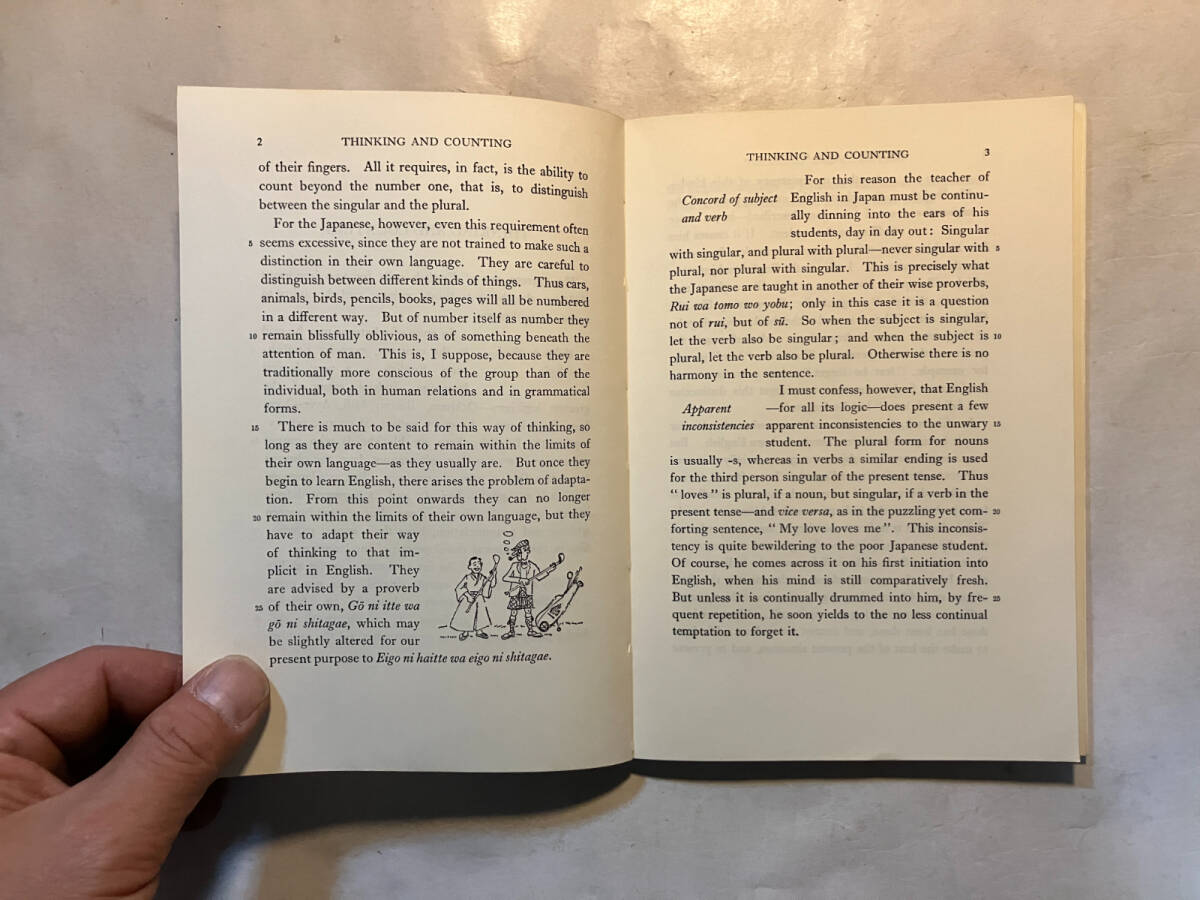 2 THINKING AND COUNTING
of their fingers. All it requires, in fact, is the ability to
count beyond the number one, that is, to distinguish
between the singular and the plural.
For the Japanese, however, even this requirement often
5 seems excessive, since they are not trained to make such a
distinction in their own language. They are careful to
distinguish between different kinds of things. Thus cars,
animals, birds, pencils, books, pages will all be numbered
in a different way. But of number itself as number they
10 remain blissfully oblivious, as of something beneath the
attention of man. This is, I suppose, because they are
traditionally more conscious of the group than of the
individual, both in human relations and in grammatical
forms.
15 There is much to be said for this way of thinking, so
long as they are content to remain within the limits of
their own language—as they usually are. But once they
begin to learn English, there arises the problem of adapta-
tion. From this point onwards they can no longer
20 remain within the limits of their own language, but they
have to adapt their way
of thinking to that im-
plicit in English. They
are advised by a proverb
25 of their own, Gō ni itte wa
gō ni shitagae, which may
be slightly altered for our
present purpose to Eigo ni haitte wa eigo ni shitagae.
THINKING AND COUNTING 3
For this reason the teacher of
Concord of subject English in Japan must be continu-
and verb ally dinning into the ears of his
students, day in day out: Singular
with singular, and plural with plural—never singular with 5
plural, nor plural with singular. This is precisely what
the Japanese are taught in another of their wise proverbs,
Rui wa tomo wo yobu; only in this case it is a question
not of rui, but of sū. So when the subject is singular,
let the verb also be singular; and when the subject is 10
plural, let the verb also be plural. Otherwise there is no
harmony in the sentence.
I must confess, however, that English
Apparent —for all its logic—does present a few
inconsistencies apparent inconsistencies to the unwary 15
student. The plural form for nouns
is usually -s, whereas in verbs a similar ending is used
for the third person singular of the present tense. Thus
“loves” is plural, if a noun, but singular, if a verb in the
present tense—and vice versa, as in the puzzling yet com- 20
forting sentence, “My love loves me”. This inconsis-
tency is quite bewildering to the poor Japanese student.
Of course, he comes across it on his first initiation into
English, when his mind is still comparatively fresh.
But unless it is continually drummed into him, by fre- 25
quent repetition, he soon yields to the no less continual
temptation to forget it.